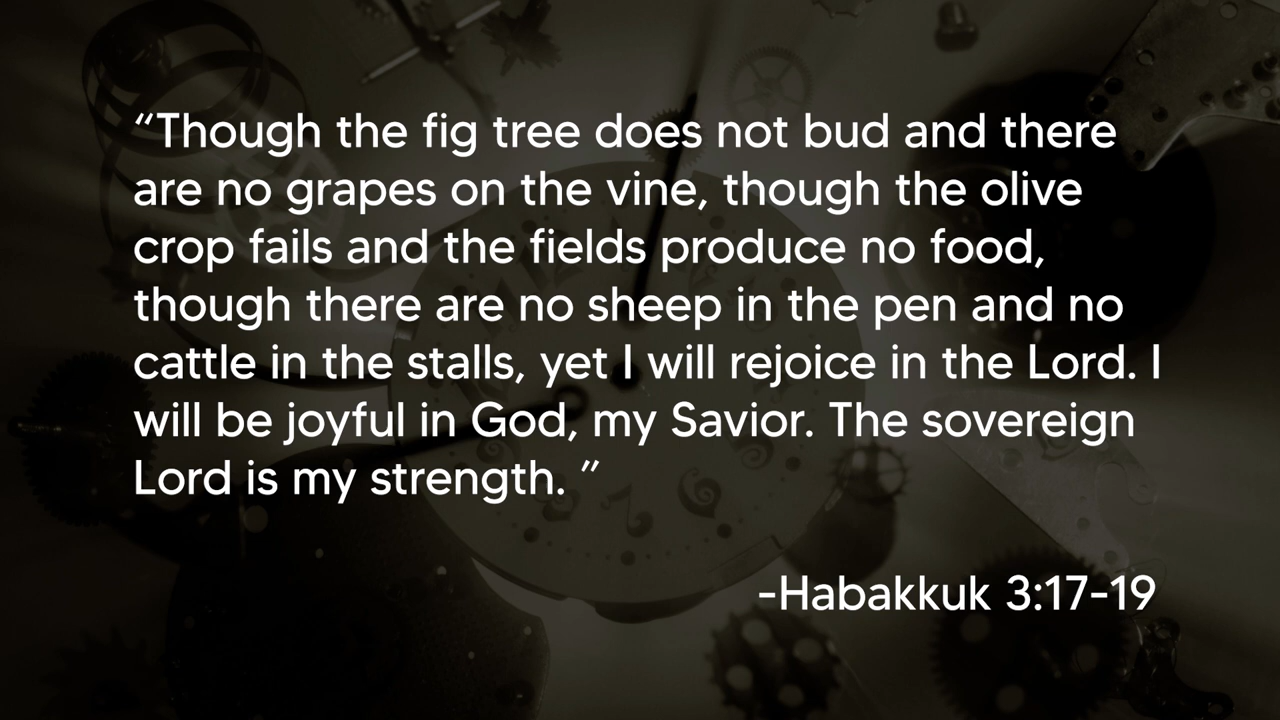 “Though the fig tree does not bud and there
are no grapes on the vine, though the olive
crop fails and the fields produce no food,
though there are no sheep in the pen and no
cattle in the stalls, yet I will rejoice in the Lord. I
will be joyful in God, my Savior. The sovereign
Lord is my strength. ”
-Habakkuk 3:17-19